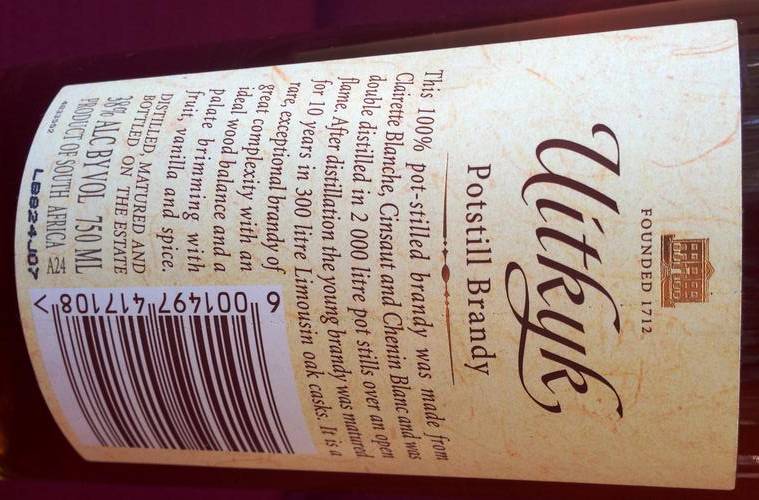 FOUNDED 1712
Uitkyk
Potstill Brandy
This 100% pot-stilled brandy was made from
Clairette Blanche, Cinsaut and Chenin Blanc and was
double distilled in 2 000 litre pot stills over an open
flame. After distillation the young brandy was matured
for 10 years in 300 litre Limousin oak casks. It is a
rare, exceptional brandy of
great complexity with an
ideal wood balance and a
palate brimming with
fruit, vanilla and spice.
DISTILLED, MATURED AND
BOTTLED ON THE ESTATE
38% ALC BY VOL 750 ML
PRODUCT OF SOUTH AFRICA A24
6 001497 417108 >